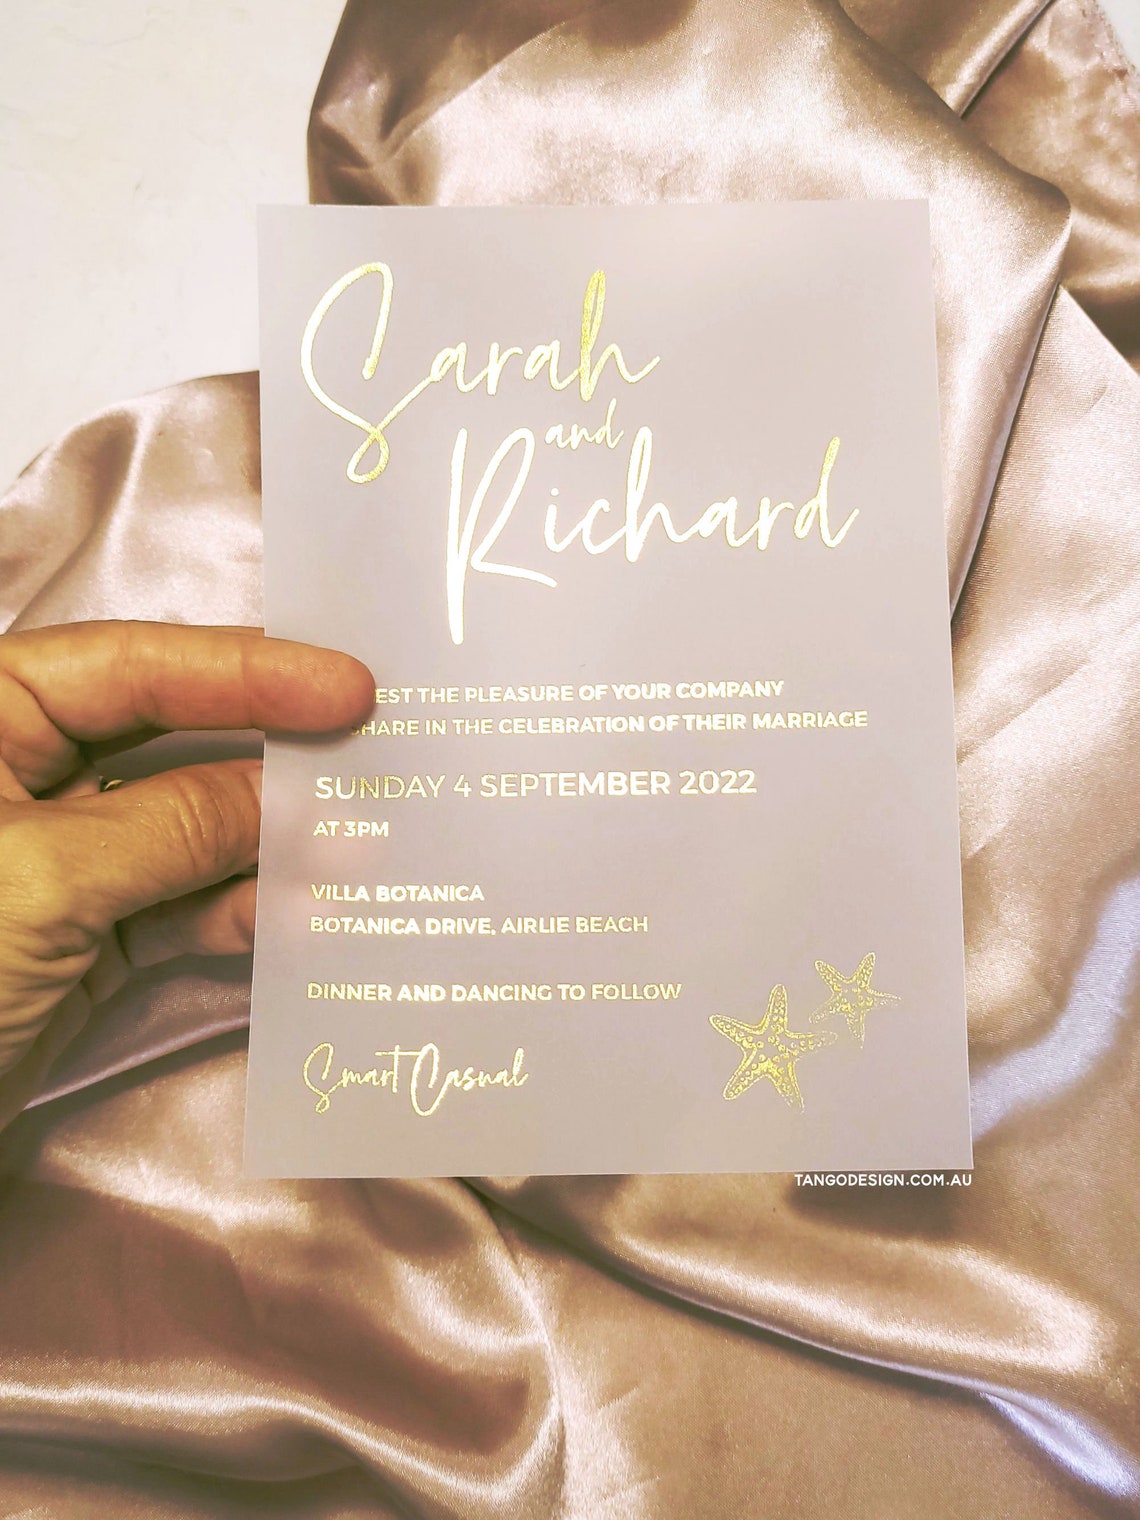 Sarah
and
Richard
EST THE PLEASURE OF YOUR COMPANY
SHARE IN THE CELEBRATION OF THEIR MARRIAGE
SUNDAY 4 SEPTEMBER 2022
AT 3PM
VILLA BOTANICA
BOTANICA DRIVE, AIRLIE BEACH
DINNER AND DANCING TO FOLLOW
Smart Casual
TANGODESIGN.COM.AU